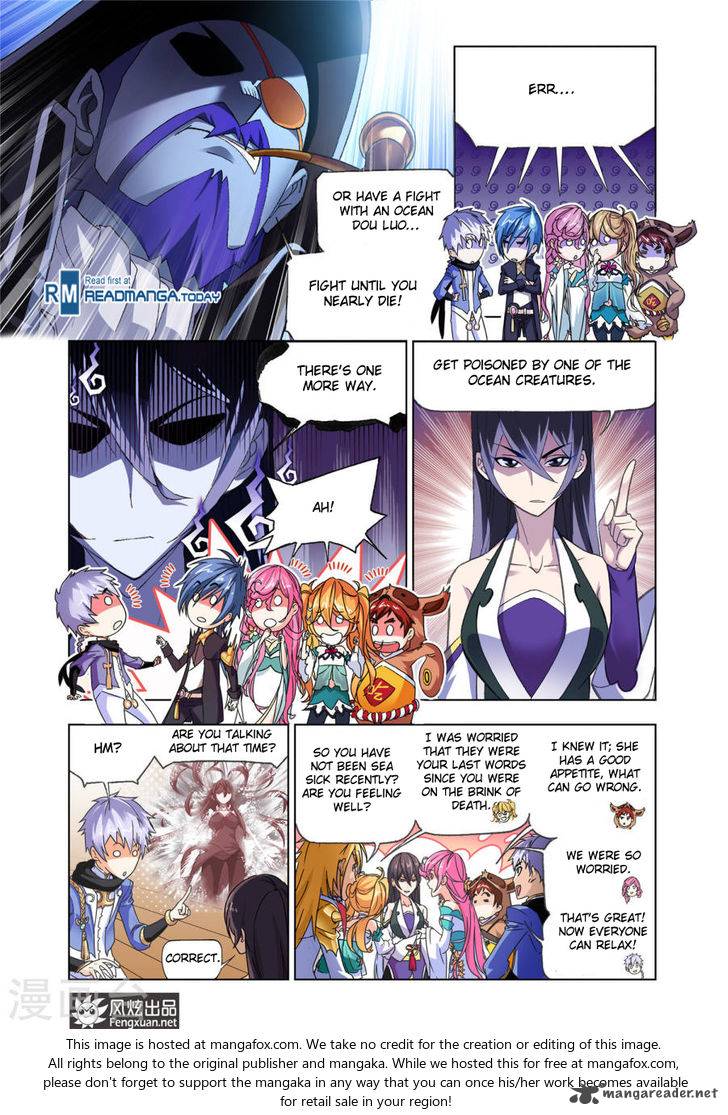 ERR....
OR HAVE A FIGHT
WITH AN OCEAN
DOU LUO...
FIGHT UNTIL YOU
NEARLY DIE!
Read first at
RM READMANGA.TODAY
GET POISONED BY ONE OF THE
OCEAN CREATURES.
THERE'S ONE
MORE WAY.
AH!
HM?
ARE YOU TALKING
ABOUT THAT TIME?
CORRECT.
I KNEW IT; SHE
HAS A GOOD
APPETITE, WHAT
CAN GO WRONG.
I WAS WORRIED
THAT THEY WERE
YOUR LAST WORDS
SINCE YOU WERE
ON THE BRINK OF
DEATH.
SO YOU HAVE
NOT BEEN SEA
SICK RECENTLY?
ARE YOU FEELING
WELL?
WE WERE SO
WORRIED.
THAT'S GREAT!
NOW EVERYONE
CAN RELAX!
漫画台
风炫出品
Fengxuan.net
This image is hosted at mangafox.com. We take no credit for the creation or editing of this image.
All rights belong to the original publisher and mangaka. While we hosted this for free at mangafox.com,
please don't forget to support the mangaka in any way that you can once his/her work becomes available
for retail sale in your region!
mangareader.net